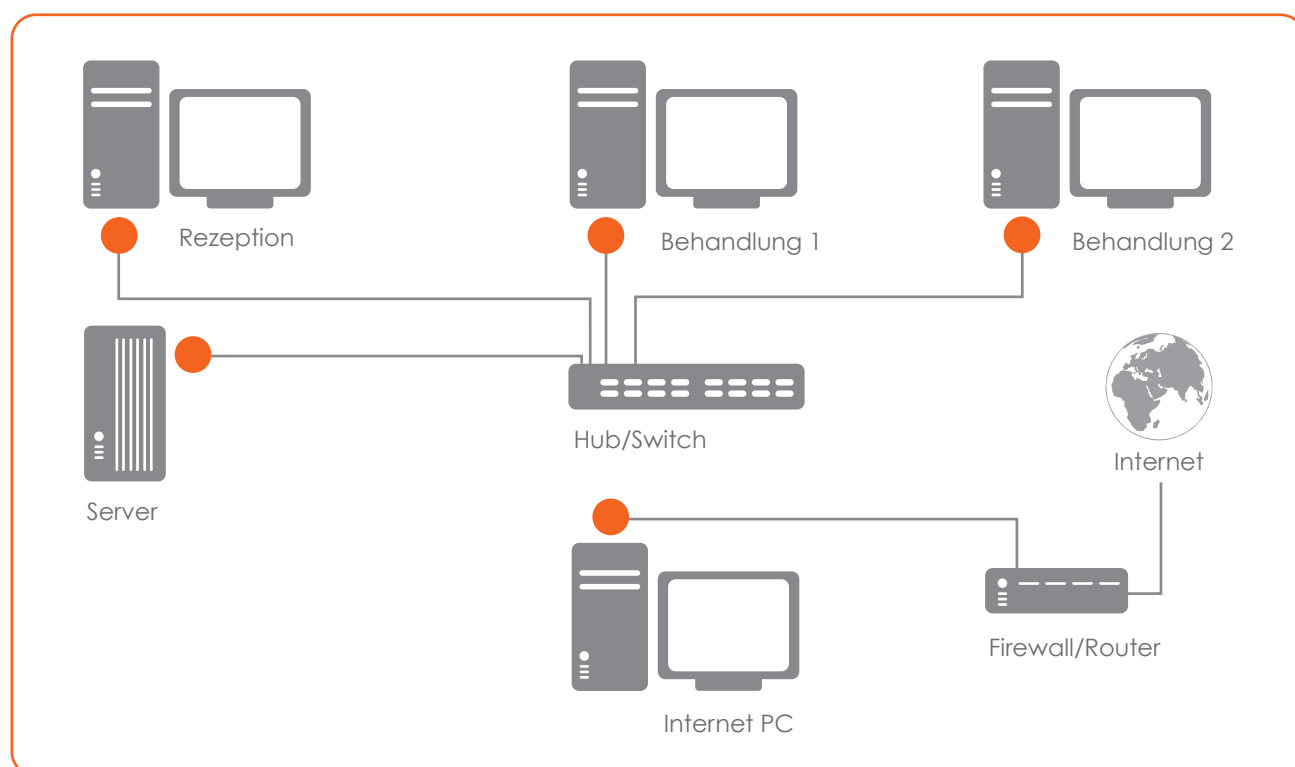 Rezeption
Behandlung 1
Behandlung 2
Server
Hub/Switch
Internet
Internet PC
Firewall/Router